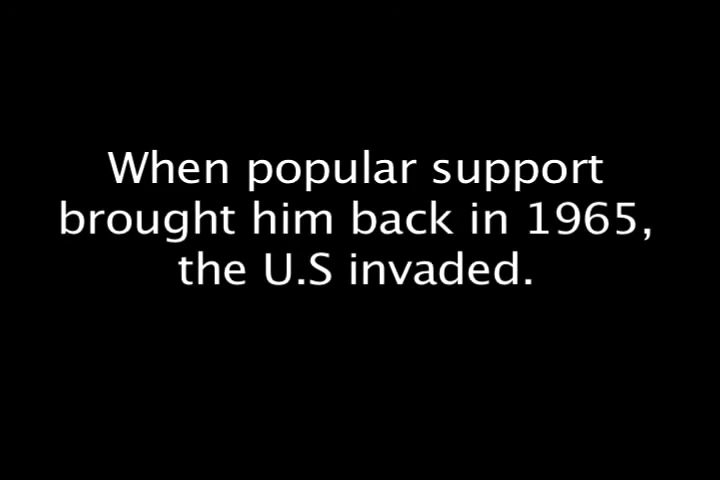 When popular support
brought him back in 1965,
the U.S invaded.